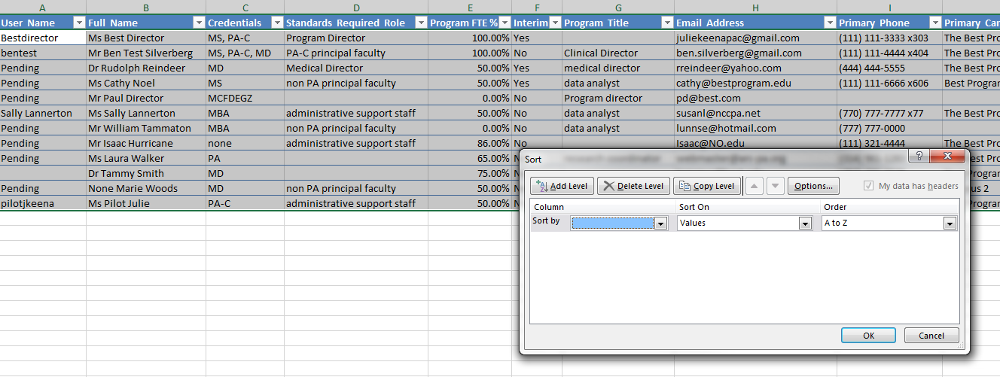 A B C D E F G H I
User Name Full Name Credentials Standards Required Role Program FTE % Interim Program Title Email Address Primary Phone Primary Can
Bestdirector Ms Best Director MS, PA-C Program Director 100.00% Yes juliekeenapac@gmail.com (111) 111-3333 x303 The Best Pro
bentest Mr Ben Test Silverberg MS, PA-C, MD PA-C principal faculty 100.00% No Clinical Director ben.silverberg@gmail.com (111) 111-4444 x404 The Best Pro
Pending Dr Rudolph Reindeer MD Medical Director 50.00% Yes medical director rreindeer@yahoo.com (444) 444-5555 The Best Pro
Pending Ms Cathy Noel MS non PA principal faculty 50.00% Yes data analyst cathy@bestprogram.edu (111) 111-6666 x606 Best Program
Pending Mr Paul Director MCFDEGZ 0.00% No Program director pd@best.com
Sally Lannerton Ms Sally Lannerton MBA administrative support staff 50.00% No data analyst susanl@nccpa.net (770) 777-7777 x77 The Best Pro
Pending Mr William Tammaton MBA non PA principal faculty 0.00% No data analyst lunnse@hotmail.com (777) 777-0000
Pending Mr Isaac Hurricane none administrative support staff 86.00% No Isaac@NO.edu (111) 321-4444 The Best Pro
Pending Ms Laura Walker PA 65.00% N The Best Pro
Dr Tammy Smith MD 75.00% N Program
Pending None Marie Woods MD non PA principal faculty 50.00% N us 2
pilotjkeena Ms Pilot Julie PA-C administrative support staff 50.00% N Program
Sort ?
Add Level Delete Level Copy Level Options... My data has headers
Column Sort On Order
Sort by Values A to Z
OK Cancel